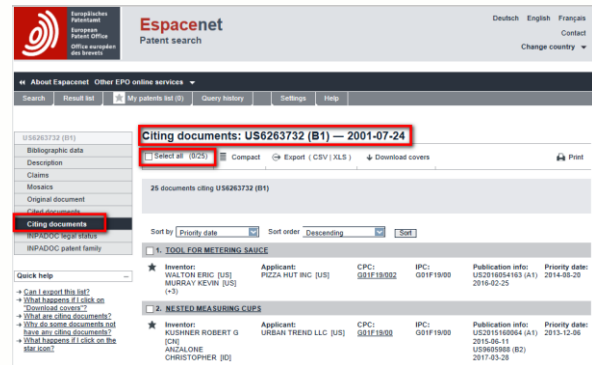 Europäisches
Patentamt
European
Patent Office
Office européen
des brevets
Espacenet
Patent search
Deutsch English Français
Contact
Change country
About Espacenet Other EPO online services
Search Result list My patents list (0) Query history Settings Help
US6263732 (B1)
Bibliographic data
Description
Claims
Mosaics
Original document
Cited documents
Citing documents
INPADOC legal status
INPADOC patent family
Quick help
Can I export this list?
What happens if I click on
"Download covers"?
What are citing documents?
Why do some documents not
have any citing documents?
What happens if I click on the
star icon?
Citing documents: US6263732 (B1) — 2001-07-24
Select all (0/25) Compact Export ( CSV | XLS ) Download covers Print
25 documents citing US6263732 (B1)
Sort by Priority date Sort order Descending Sort
1. TOOL FOR METERING SAUCE
Inventor: Applicant: CPC: IPC: Publication info: Priority date:
WALTON ERIC [US] PIZZA HUT INC [US] G01F19/002 G01F19/00 US2016054163 (A1) 2014-08-20
MURRAY KEVIN [US] 2016-02-25
(+3)
2. NESTED MEASURING CUPS
Inventor: Applicant: CPC: IPC: Publication info: Priority date:
KUSHNER ROBERT G URBAN TREND LLC [US] G01F19/00 G01F19/00 US2015160064 (A1) 2013-12-06
[CN] 2015-06-11
ANZALONE US9605988 (B2)
CHRISTOPHER [ID] 2017-03-28